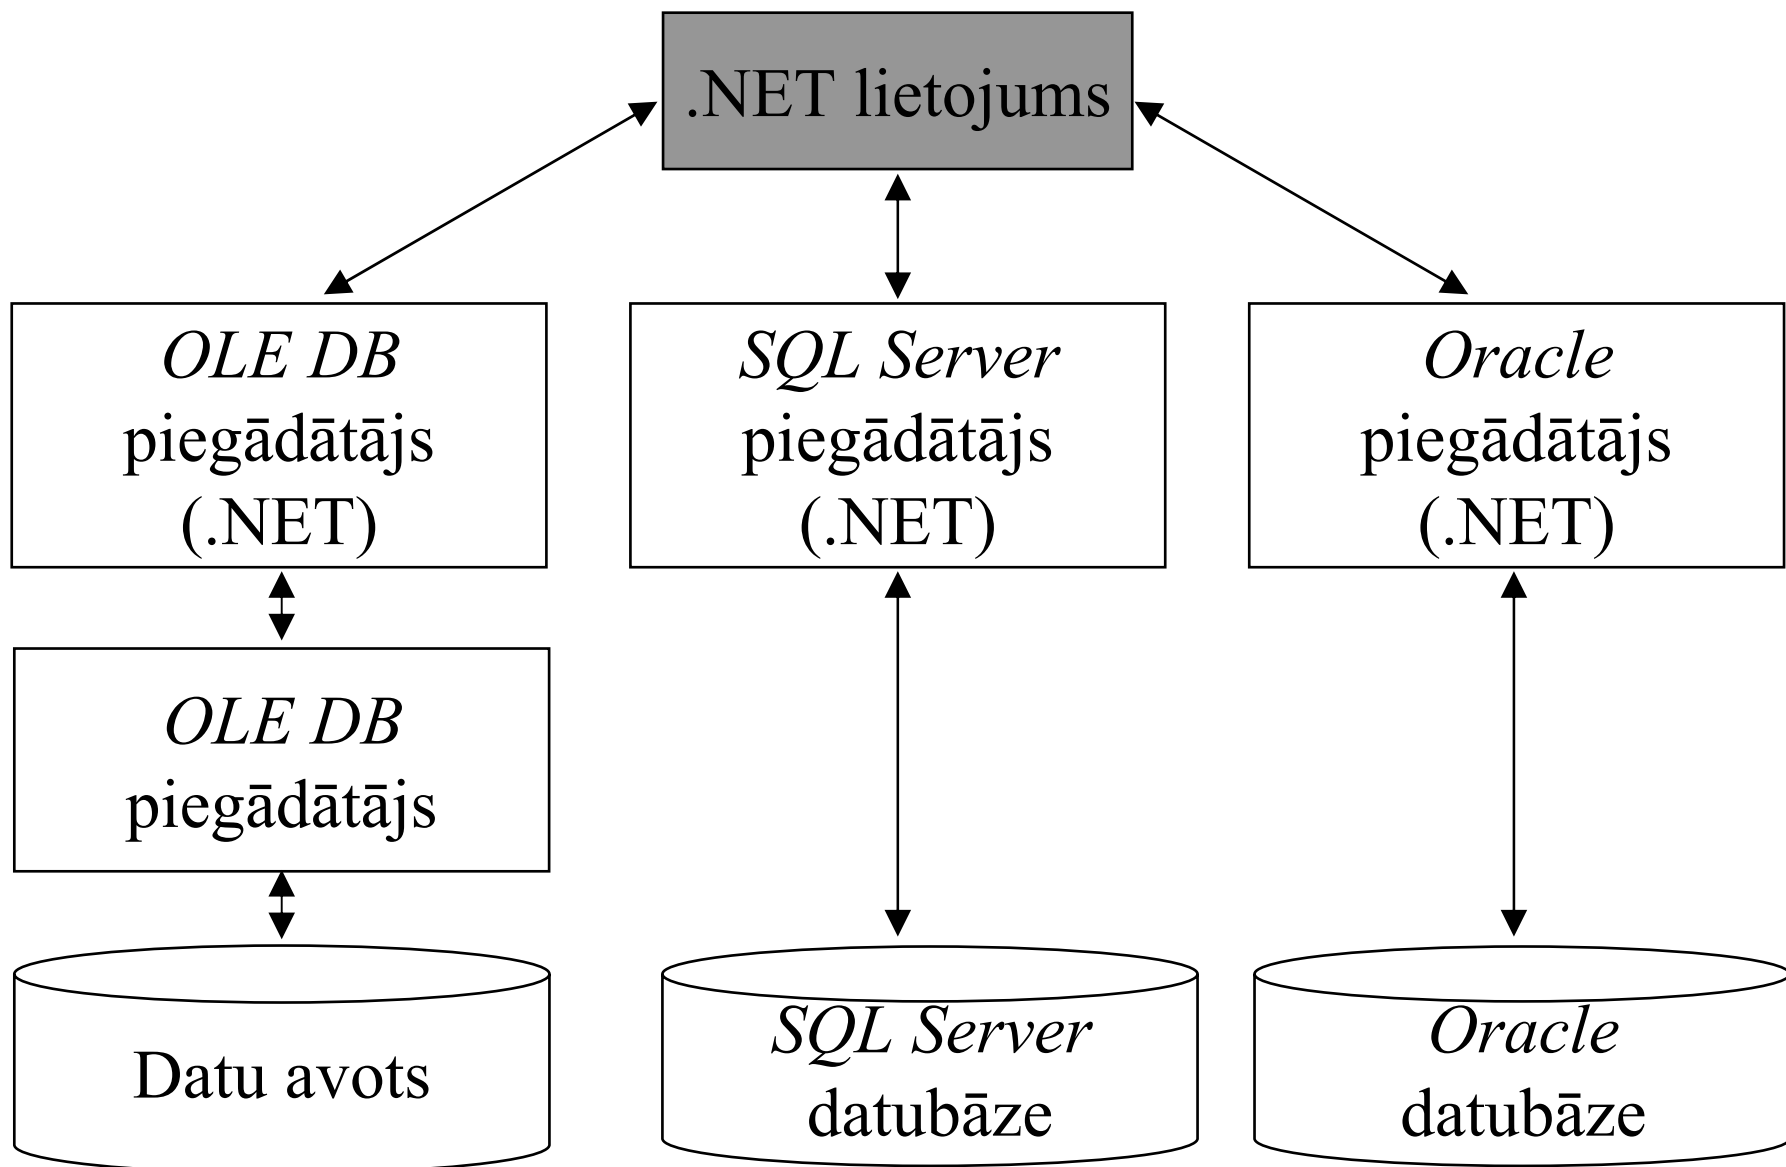 .NET lietojums
OLE DB
piegādātājs
(.NET)
SQL Server
piegādātājs
(.NET)
Oracle
piegādātājs
(.NET)
OLE DB
piegādātājs
Datu avots
SQL Server
datubāze
Oracle
datubāze